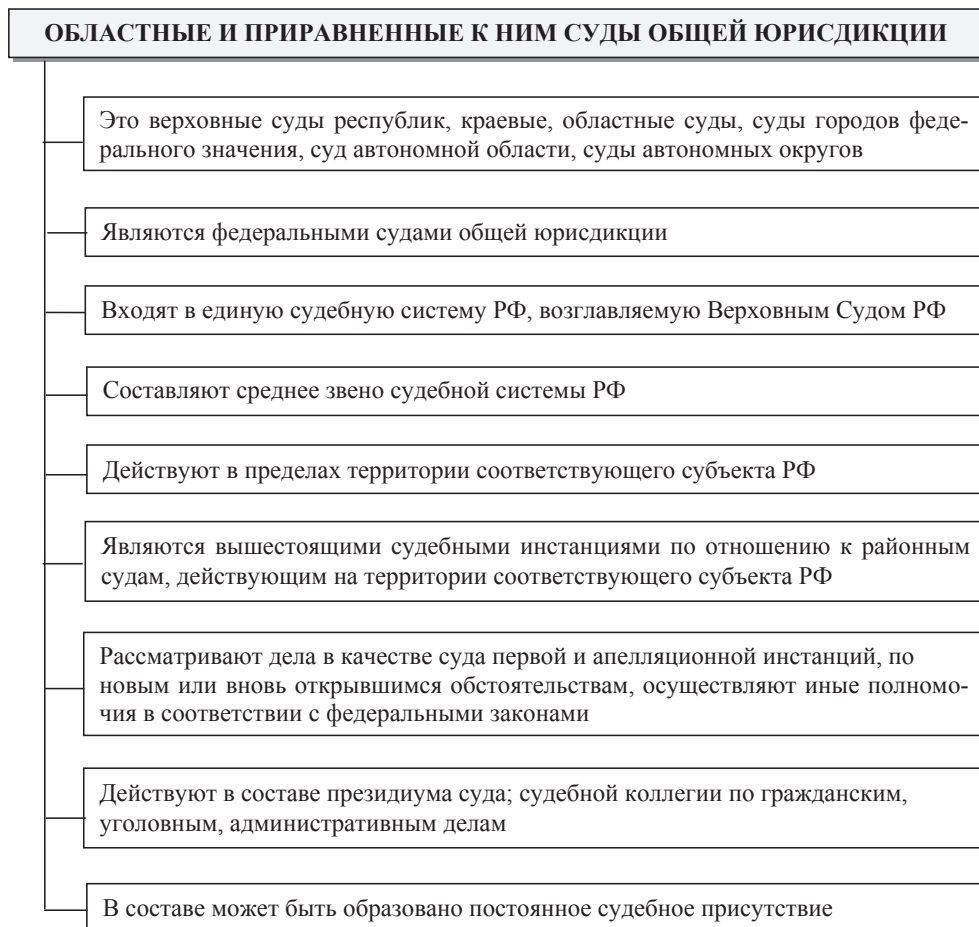 ОБЛАСТНЫЕ И ПРИРАВНЕННЫЕ К НИМ СУДЫ ОБЩЕЙ ЮРИСДИКЦИИ
Это верховные суды республик, краевые, областные суды, суды городов феде-
рального значения, суд автономной области, суды автономных округов
Являются федеральными судами общей юрисдикции
Входят в единую судебную систему РФ, возглавляемую Верховным Судом РФ
Составляют среднее звено судебной системы РФ
Действуют в пределах территории соответствующего субъекта РФ
Являются вышестоящими судебными инстанциями по отношению к районным
судам, действующим на территории соответствующего субъекта РФ
Рассматривают дела в качестве суда первой и апелляционной инстанций, по
новым или вновь открывшимся обстоятельствам, осуществляют иные полномо-
чия в соответствии с федеральными законами
Действуют в составе президиума суда; судебной коллегии по гражданским,
уголовным, административным делам
В составе может быть образовано постоянное судебное присутствие